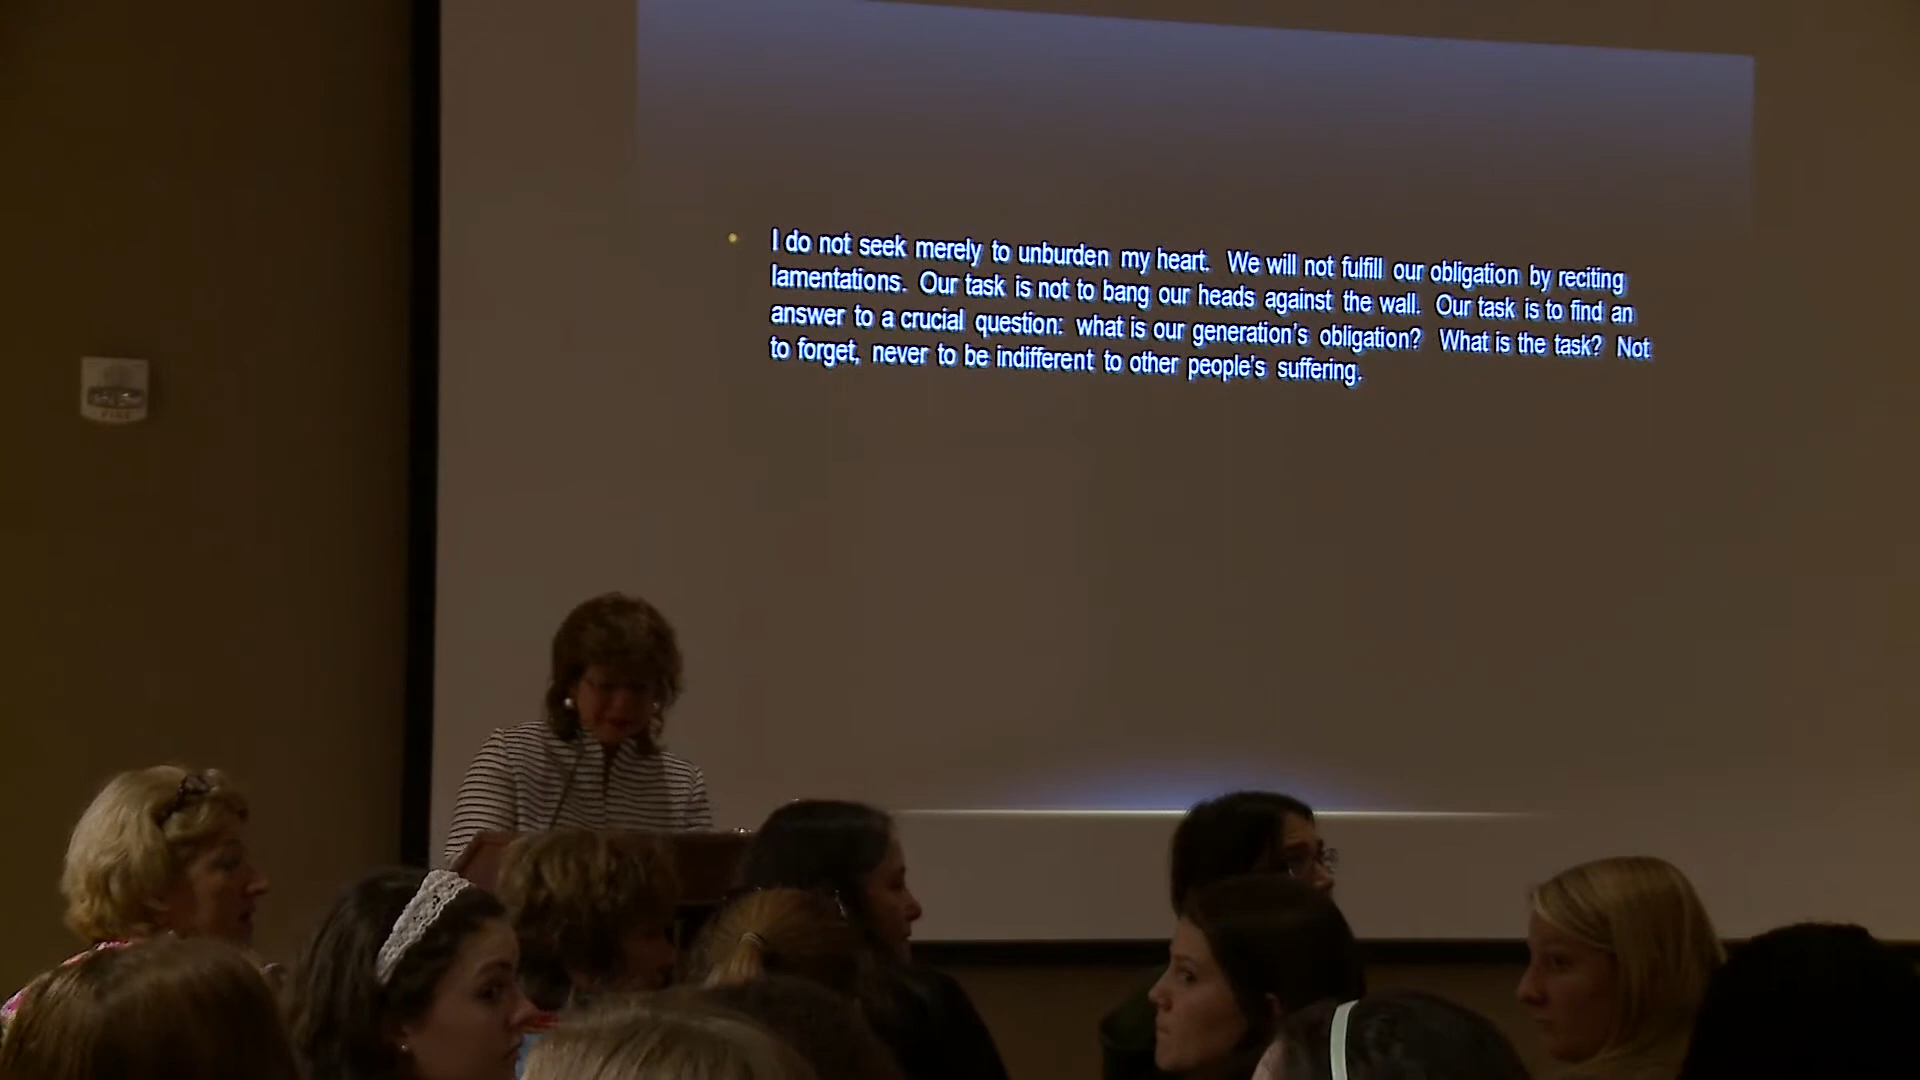 I do not seek merely to unburden my heart. We will not fulfill our obligation by reciting
lamentations. Our task is not to bang our heads against the wall. Our task is to find an
answer to a crucial question: what is our generation's obligation? What is the task? Not
to forget, never to be indifferent to other people's suffering.
FIRE